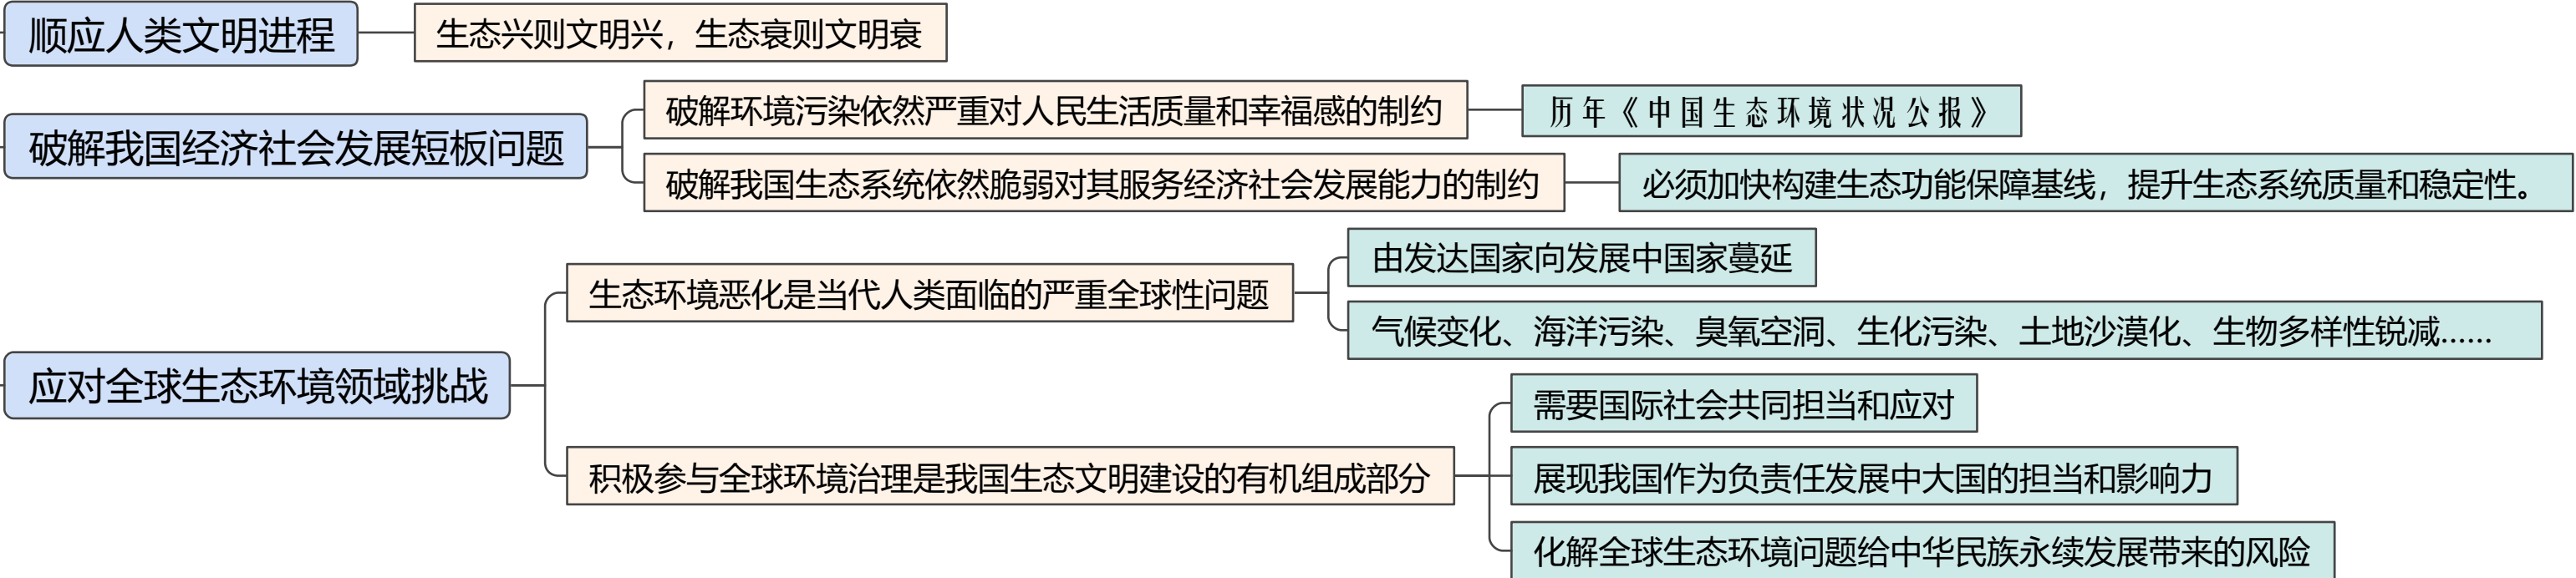 顺应人类文明进程
生态兴则文明兴，生态衰则文明衰
破解我国经济社会发展短板问题
破解环境污染依然严重对人民生活质量和幸福感的制约
历年《中国生态环境状况公报》
破解我国生态系统依然脆弱对其服务经济社会发展能力的制约
必须加快构建生态功能保障基线，提升生态系统质量和稳定性。
应对全球生态环境领域挑战
生态环境恶化是当代人类面临的严重全球性问题
由发达国家向发展中国家蔓延
气候变化、海洋污染、臭氧空洞、生化污染、土地沙漠化、生物多样性锐减……
积极参与全球环境治理是我国生态文明建设的有机组成部分
需要国际社会共同担当和应对
展现我国作为负责任发展中大国的担当和影响力
化解全球生态环境问题给中华民族永续发展带来的风险